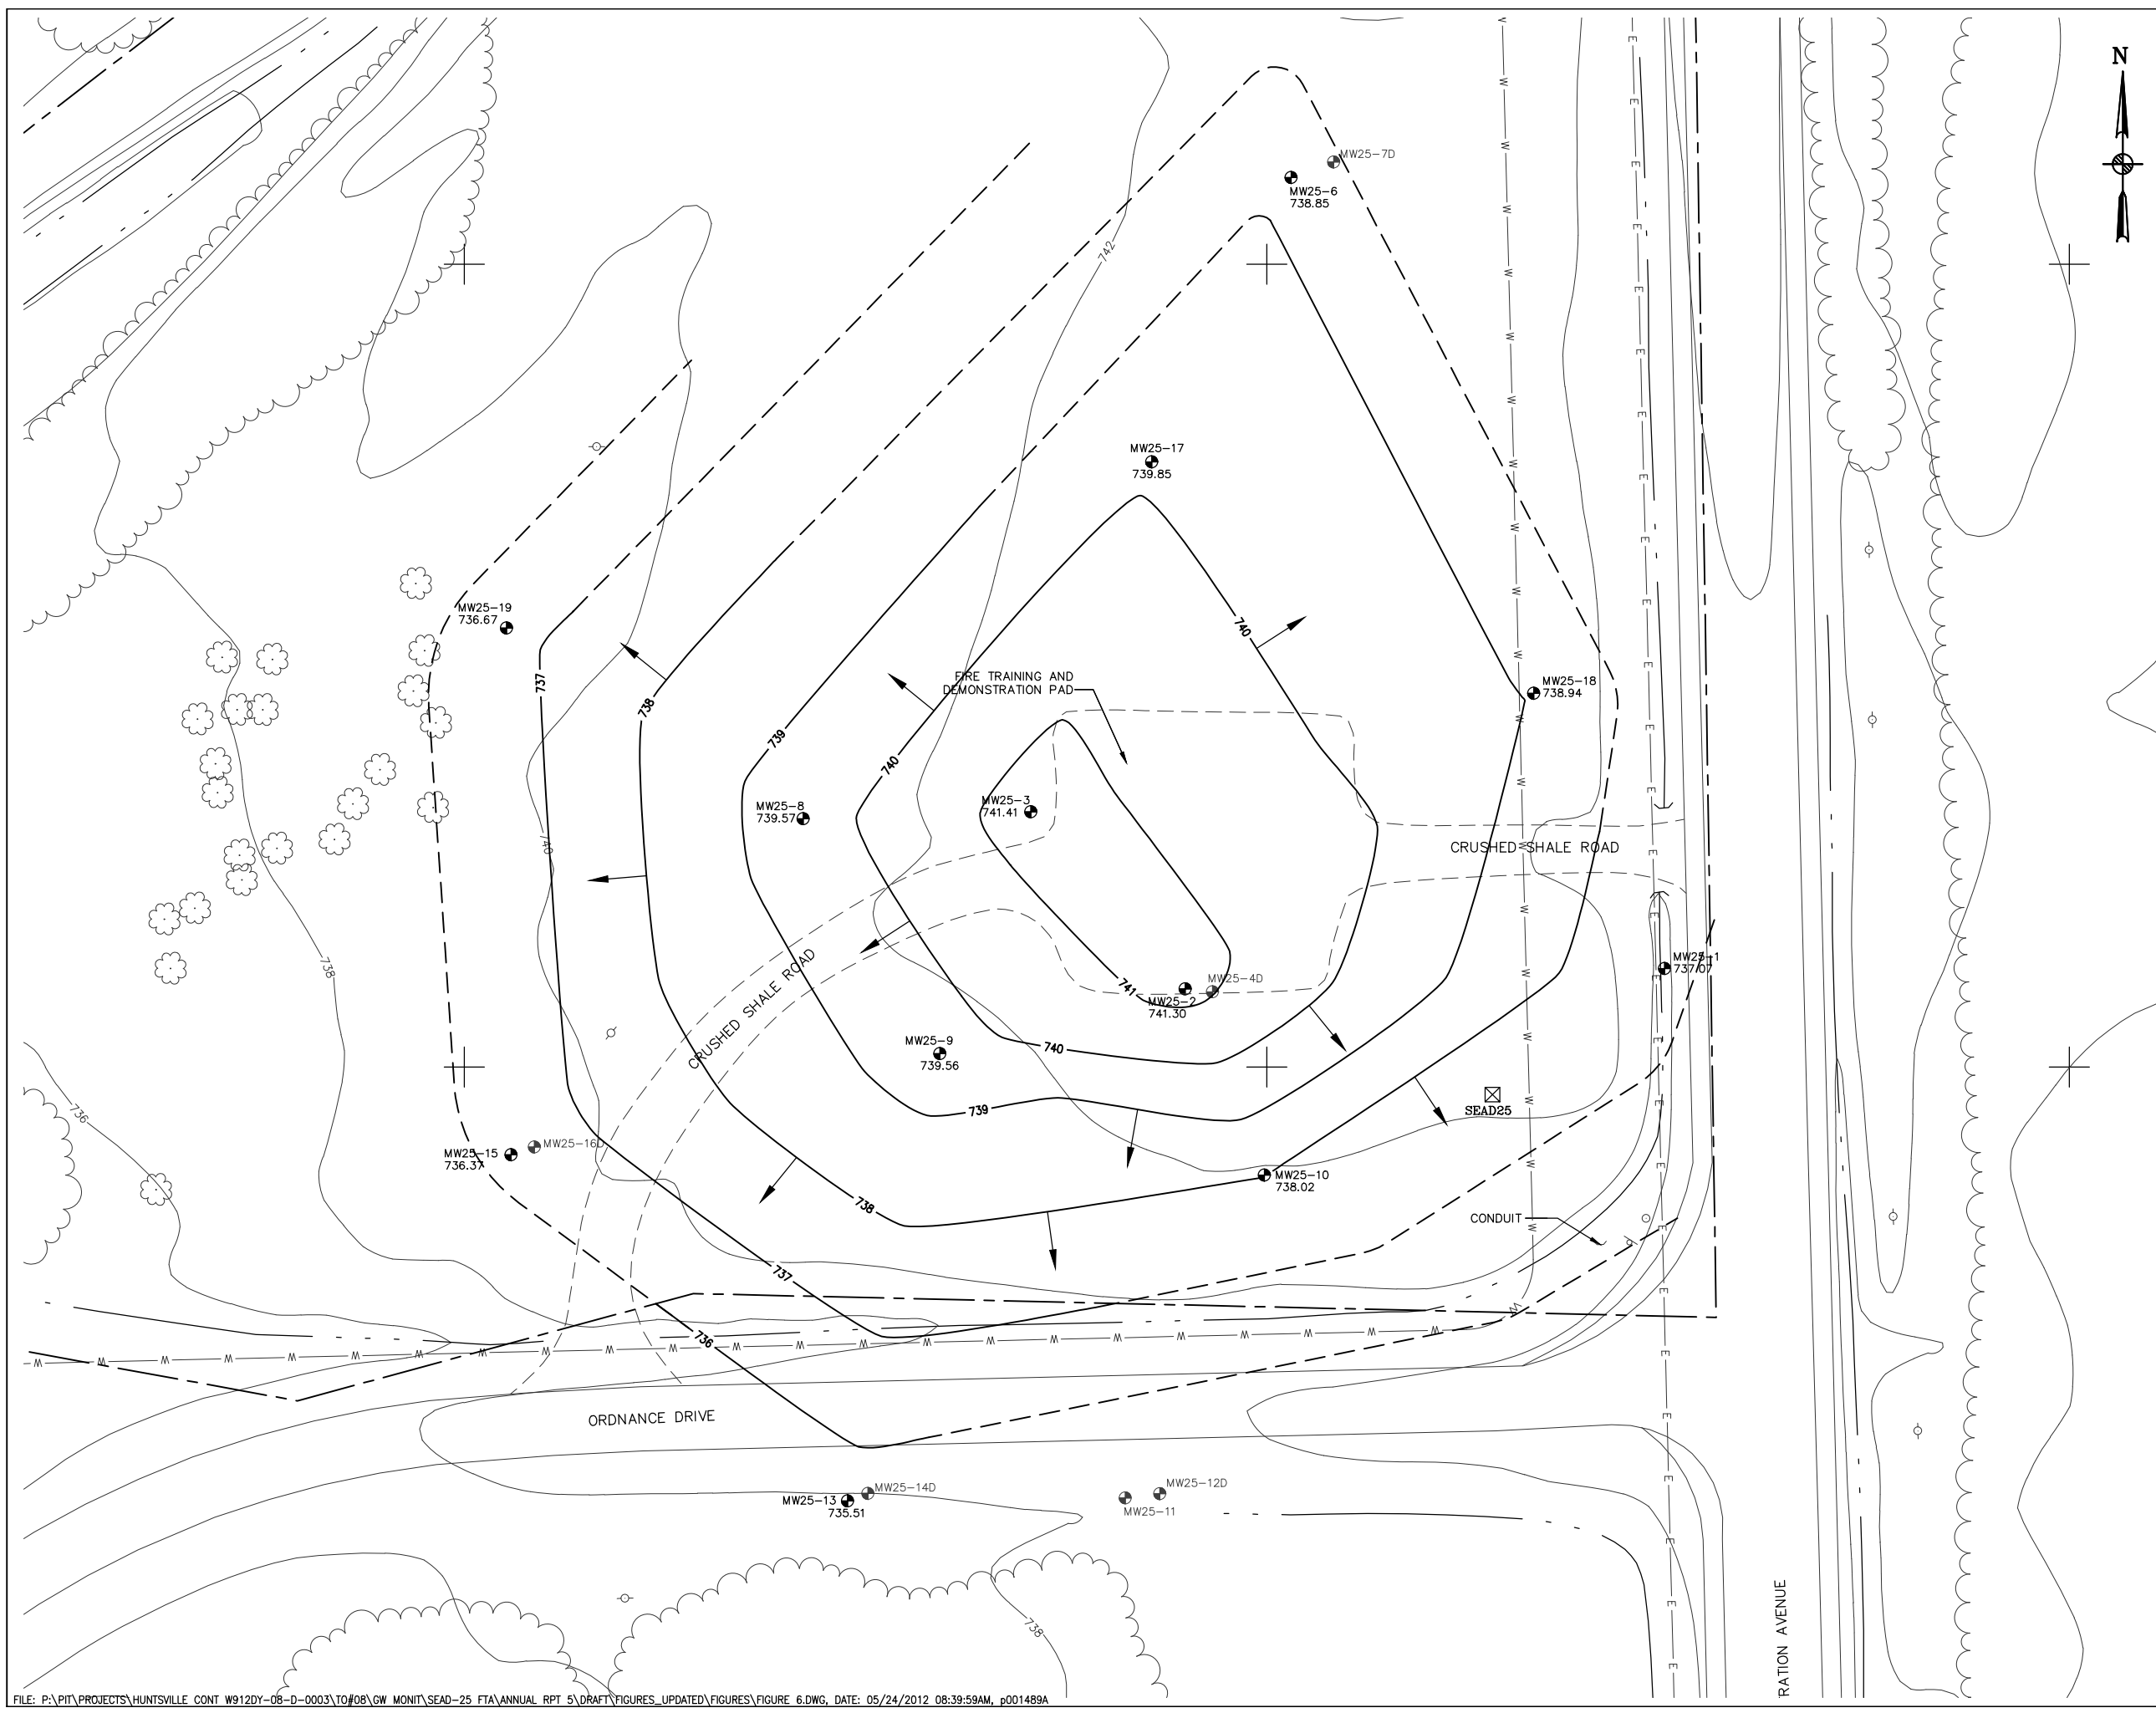 N
MW25-7D
MW25-6
738.85
742
MW25-17
739.85
MW25-19
736.67
740
FIRE TRAINING AND
DEMONSTRATION PAD
737
738
739
740
MW25-18
738.94
MW25-8
739.57
MW25-3
741.41
740
CRUSHED SHALE ROAD
738
CRUSHED SHALE ROAD
MW25-1
737.07
741
MW25-4D
MW25-2
741.30
MW25-9
739.56
740
739
SEAD25
736
MW25-16D
MW25-15
736.37
MW25-10
738.02
738
CONDUIT
737
736
ORDNANCE DRIVE
MW25-14D
MW25-13
735.51
MW25-12D
MW25-11
738
RATION AVENUE
W W W W W W W W W W W W W W W W W W W W W W W W
E E E E E E E E E E E E E E E E E E E E E E E E E E
FILE: P:\PIT\PROJECTS\HUNTSVILLE CONT W912DY-08-D-0003\TO#08\GW MONIT\SEAD-25 FTA\ANNUAL RPT 5\DRAFT\FIGURES_UPDATED\FIGURES\FIGURE 6.DWG, DATE: 05/24/2012 08:39:59AM, p001489A